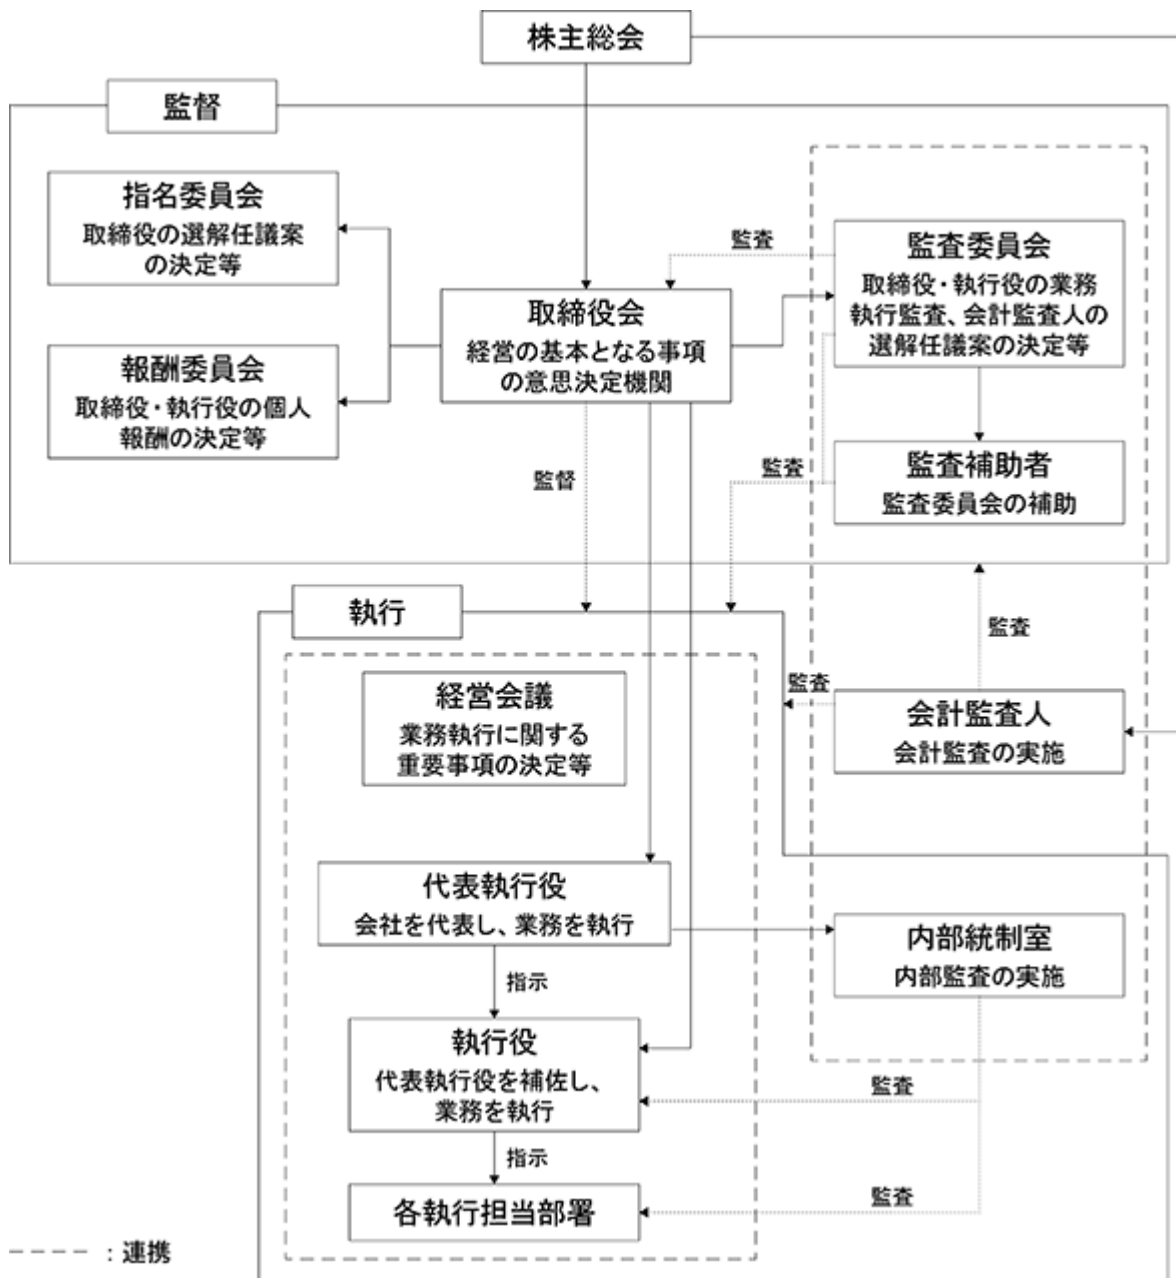 株主総会
監督
指名委員会
取締役の選解任議案
の決定等
監査
監査委員会
取締役・執行役の業務
執行監査、会計監査人の
選解任議案の決定等
取締役会
経営の基本となる事項
の意思決定機関
報酬委員会
取締役・執行役の個人
報酬の決定等
監督
監査
監査補助者
監査委員会の補助
執行
監査
経営会議
業務執行に関する
重要事項の決定等
監査
会計監査人
会計監査の実施
代表執行役
会社を代表し、業務を執行
内部統制室
内部監査の実施
指示
執行役
代表執行役を補佐し、
業務を執行
監査
指示
各執行担当部署
監査
：連携